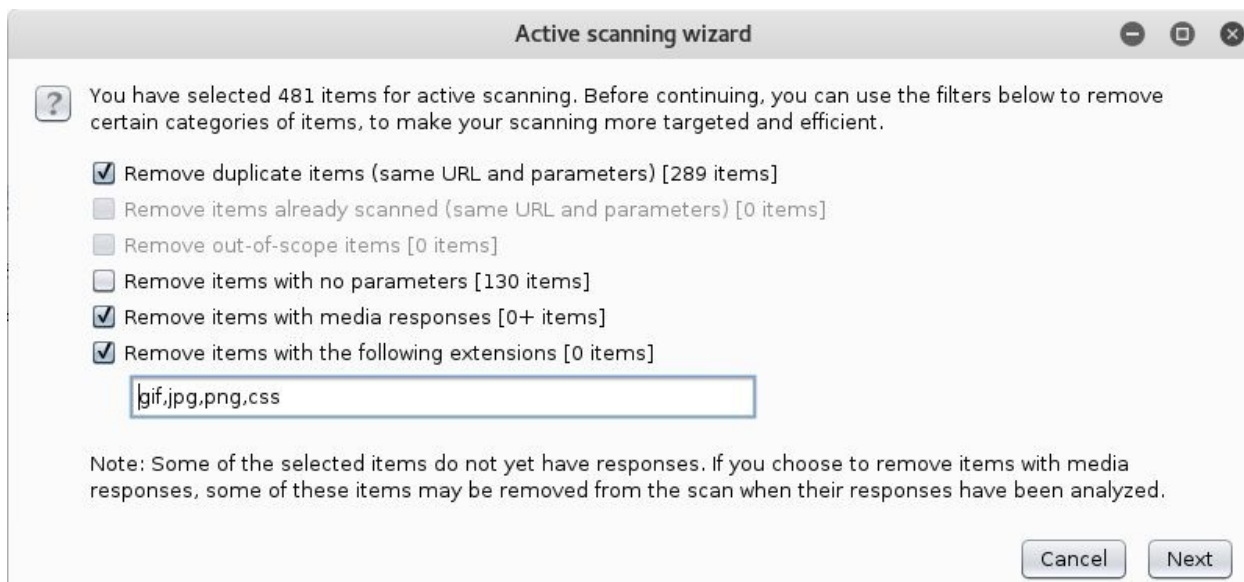 Active scanning wizard
?
You have selected 481 items for active scanning. Before continuing, you can use the filters below to remove
certain categories of items, to make your scanning more targeted and efficient.
Remove duplicate items (same URL and parameters) [289 items]
Remove items already scanned (same URL and parameters) [0 items]
Remove out-of-scope items [0 items]
Remove items with no parameters [130 items]
Remove items with media responses [0+ items]
Remove items with the following extensions [0 items]
gif,jpg,png,css
Note: Some of the selected items do not yet have responses. If you choose to remove items with media
responses, some of these items may be removed from the scan when their responses have been analyzed.
Cancel Next